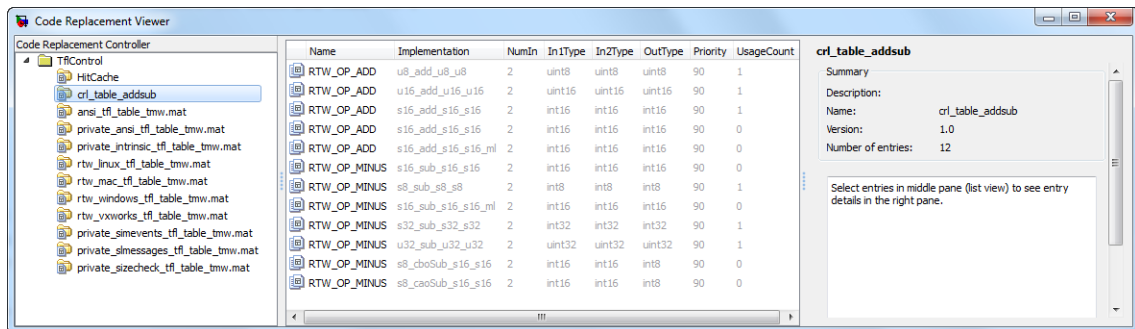 Code Replacement Viewer
Code Replacement Controller
TflControl
HitCache
crl_table_addsub
ansi_tfl_table_tmw.mat
private_ansi_tfl_table_tmw.mat
private_intrinsic_tfl_table_tmw.mat
rtw_linux_tfl_table_tmw.mat
rtw_mac_tfl_table_tmw.mat
rtw_windows_tfl_table_tmw.mat
rtw_vxworks_tfl_table_tmw.mat
private_simevents_tfl_table_tmw.mat
private_slmessages_tfl_table_tmw.mat
private_sizecheck_tfl_table_tmw.mat
Name Implementation NumIn In1Type In2Type OutType Priority UsageCount
RTW_OP_ADD u8_add_u8_u8 2 uint8 uint8 uint8 90 1
RTW_OP_ADD u16_add_u16_u16 2 uint16 uint16 uint16 90 1
RTW_OP_ADD s16_add_s16_s16 2 int16 int16 int16 90 1
RTW_OP_ADD s16_add_s16_s16 2 int16 int16 int16 90 0
RTW_OP_ADD s16_add_s16_s16_ml 2 int16 int16 int16 90 0
RTW_OP_MINUS s16_sub_s16_s16 2 int16 int16 int16 90 0
RTW_OP_MINUS s8_sub_s8_s8 2 int8 int8 int8 90 1
RTW_OP_MINUS s16_sub_s16_s16_ml 2 int16 int16 int16 90 0
RTW_OP_MINUS s32_sub_s32_s32 2 int32 int32 int32 90 1
RTW_OP_MINUS u32_sub_u32_u32 2 uint32 uint32 uint32 90 1
RTW_OP_MINUS s8_cboSub_s16_s16 2 int16 int16 int8 90 0
RTW_OP_MINUS s8_caoSub_s16_s16 2 int16 int16 int8 90 0
crl_table_addsub
Summary
Description:
Name: crl_table_addsub
Version: 1.0
Number of entries: 12
Select entries in middle pane (list view) to see entry
details in the right pane.